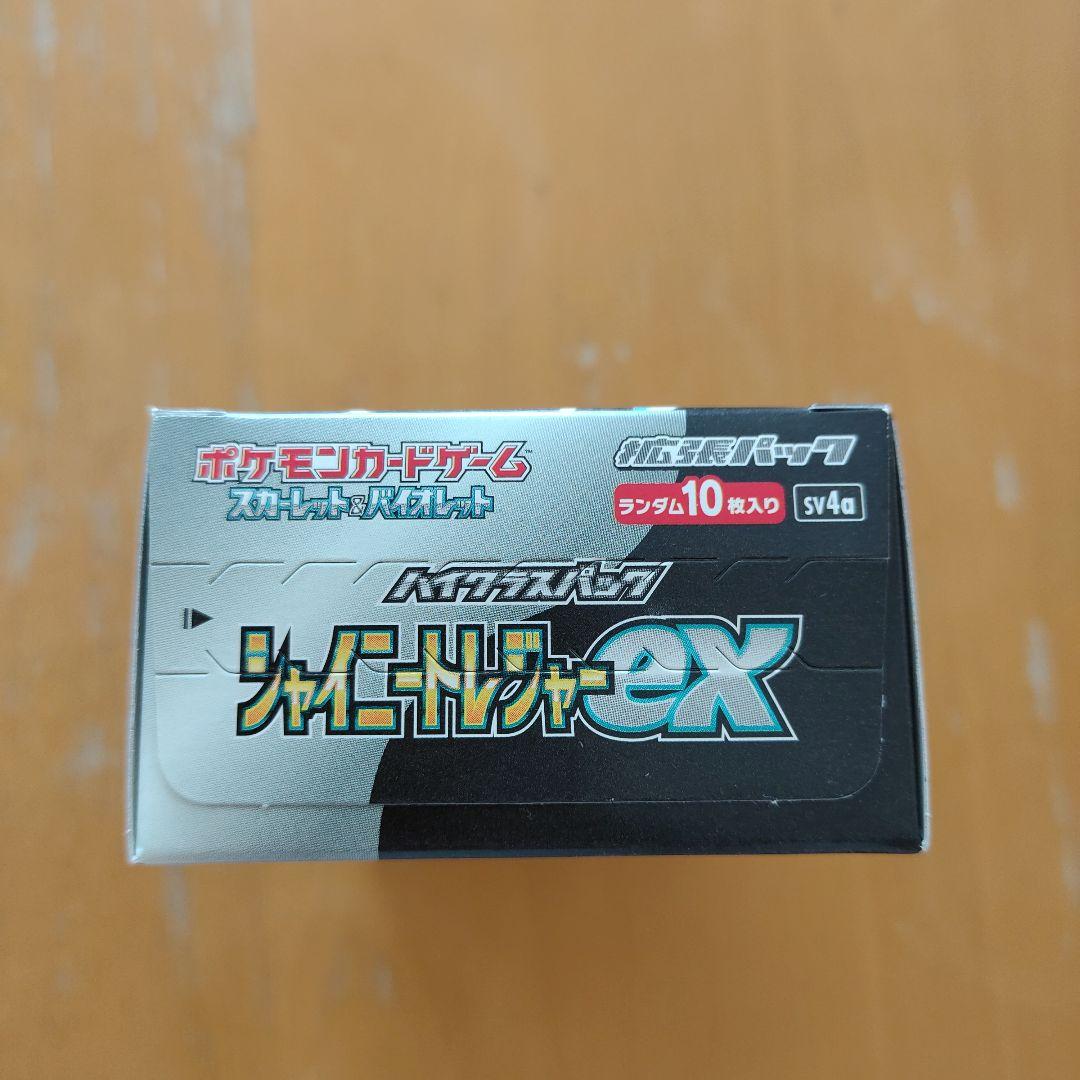 ポケモンカードゲーム™
スカーレット&バイオレット
拡張パック
ランダム10枚入り SV4a
ハイクラスパック
シャイニートレジャーex